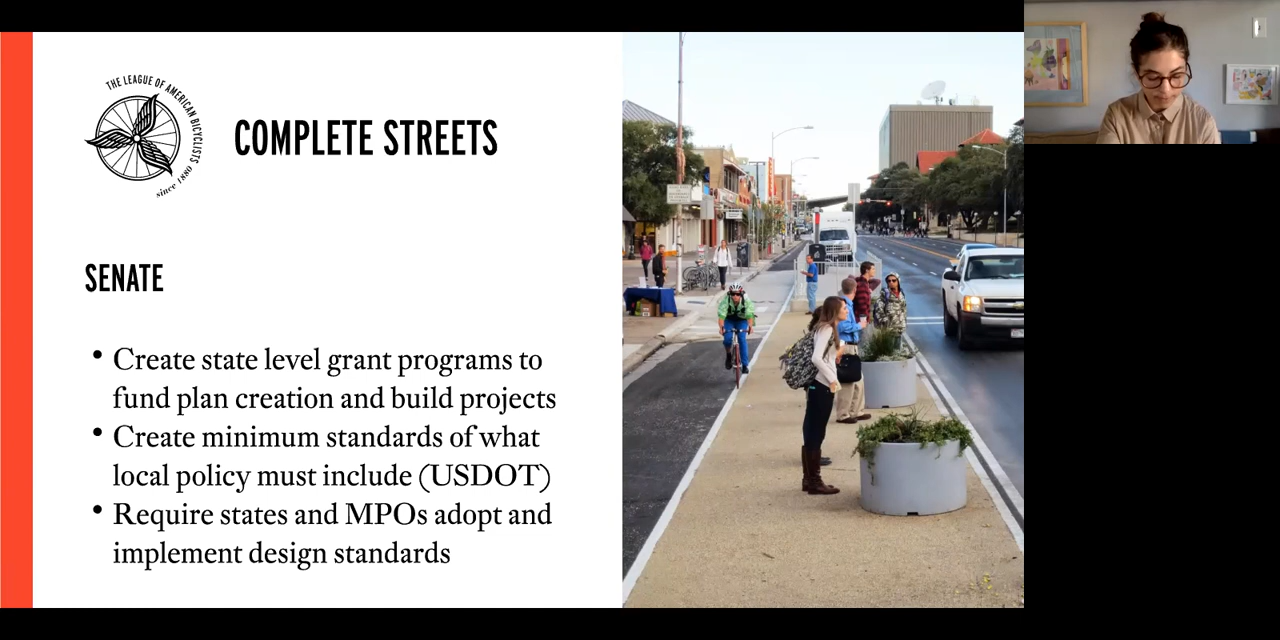 THE LEAGUE OF AMERICAN BICYCLISTS
since 1880
COMPLETE STREETS
SENATE
• Create state level grant programs to
fund plan creation and build projects
• Create minimum standards of what
local policy must include (USDOT)
• Require states and MPOs adopt and
implement design standards